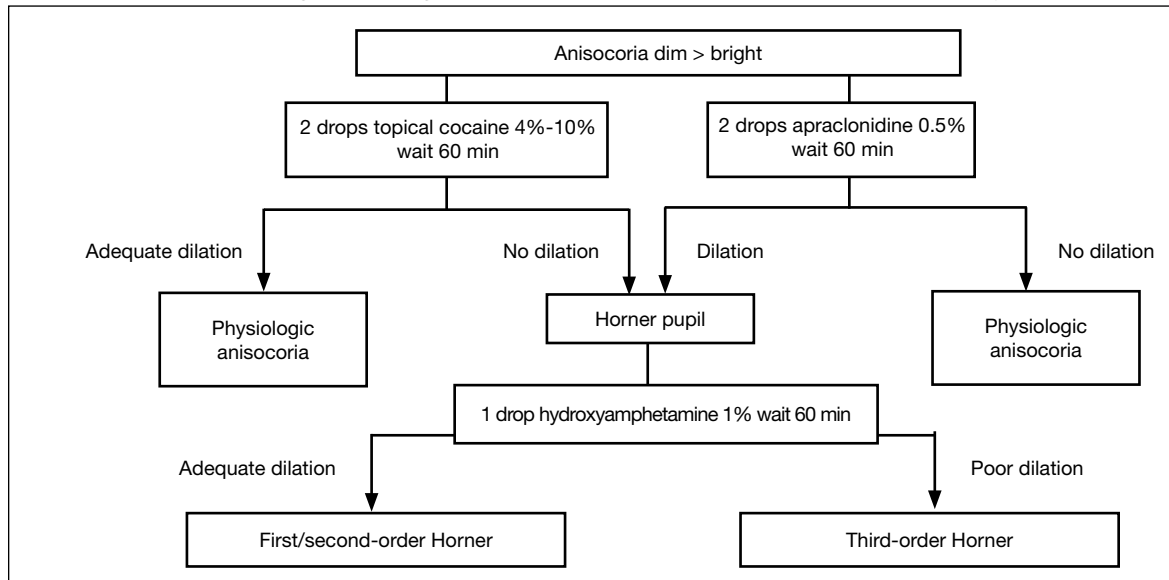 Anisocoria dim > bright
2 drops topical cocaine 4%-10%
wait 60 min
2 drops apraclonidine 0.5%
wait 60 min
Adequate dilation
No dilation
Dilation
No dilation
Physiologic
anisocoria
Horner pupil
Physiologic
anisocoria
1 drop hydroxyamphetamine 1% wait 60 min
Adequate dilation
Poor dilation
First/second-order Horner
Third-order Horner